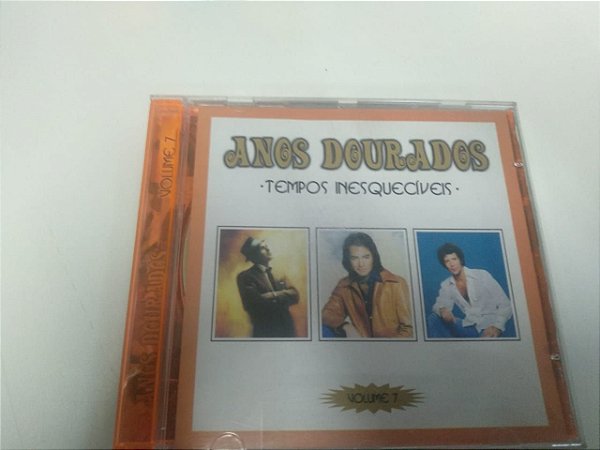 ANOS DOURADOS
·TEMPOS INESQUECÍVEIS·
VOLUME 7
VOLUME 7
ANOS DOURADOS